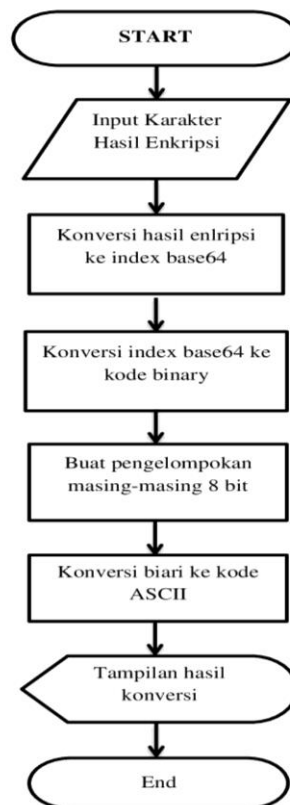 START
Input Karakter
Hasil Enkripsi
Konversi hasil enlripsi
ke index base64
Konversi index base64 ke
kode binary
Buat pengelompokan
masing-masing 8 bit
Konversi biari ke kode
ASCII
Tampilan hasil
konversi
End